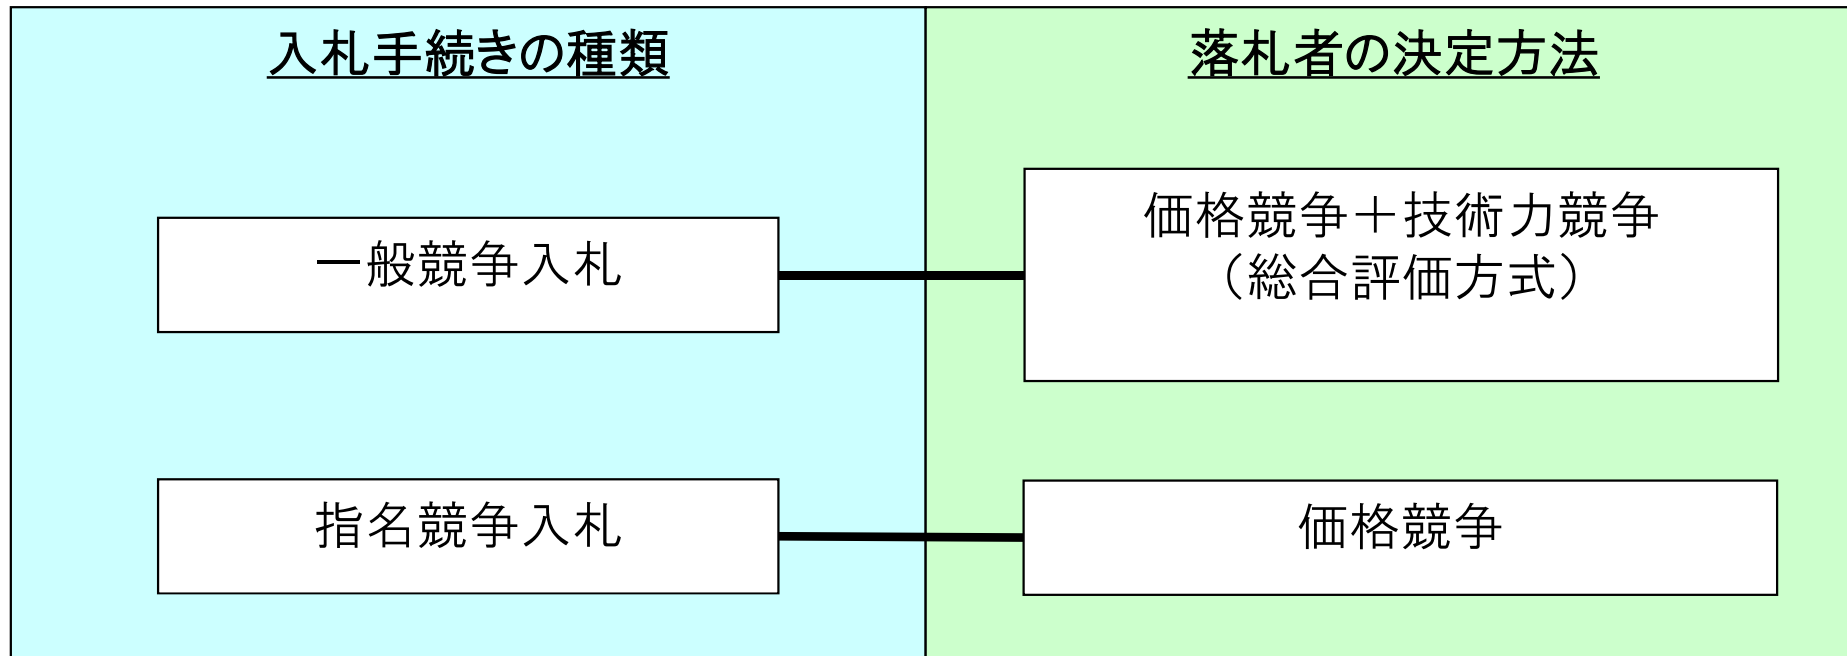 入札手続きの種類
落札者の決定方法
一般競争入札
価格競争＋技術力競争
（総合評価方式）
指名競争入札
価格競争